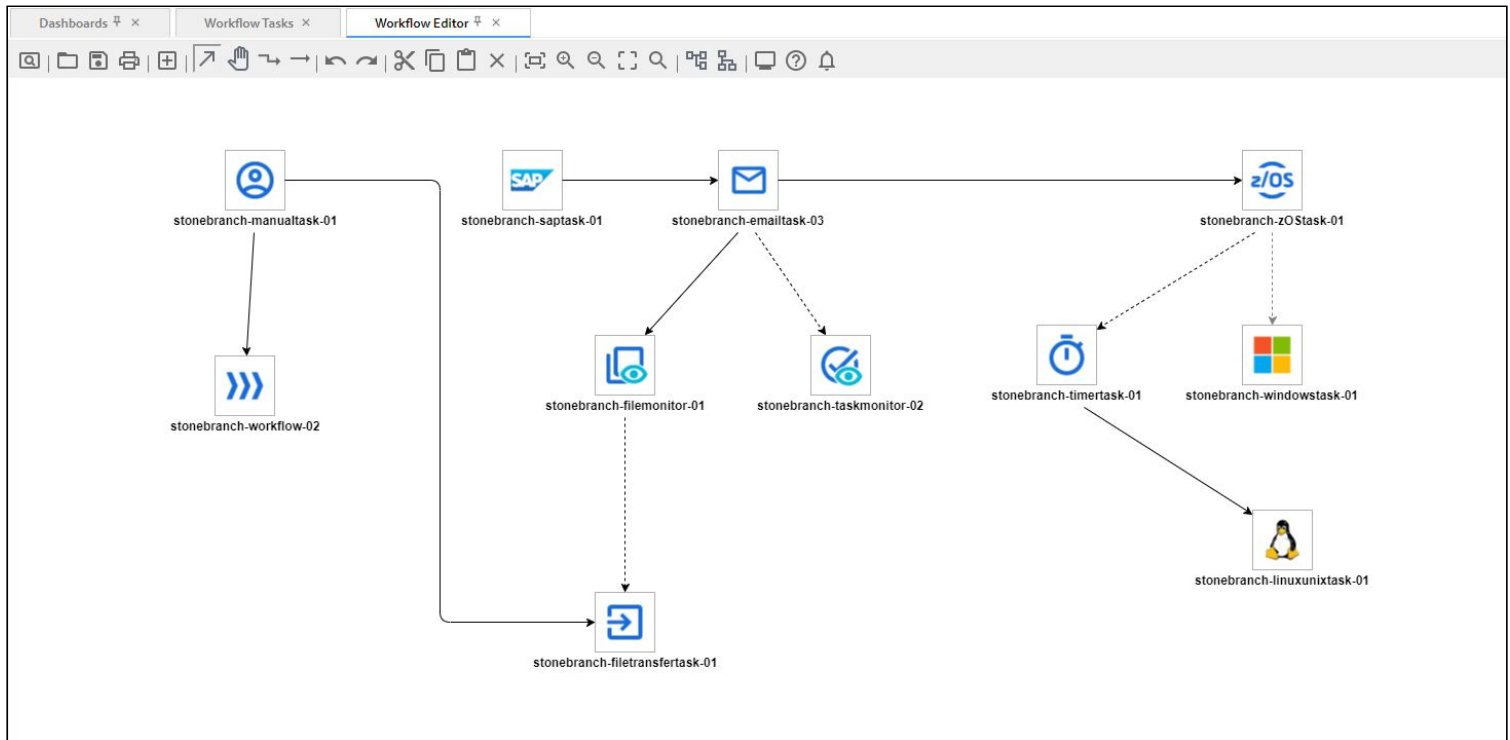 Dashboards
Workflow Tasks
Workflow Editor
SAP
z/OS
stonebranch-manualtask-01
stonebranch-saptask-01
stonebranch-emailtask-03
stonebranch-zOStask-01
stonebranch-workflow-02
stonebranch-filemonitor-01
stonebranch-taskmonitor-02
stonebranch-timertask-01
stonebranch-windowstask-01
stonebranch-linuxunixtask-01
stonebranch-filetransfertask-01